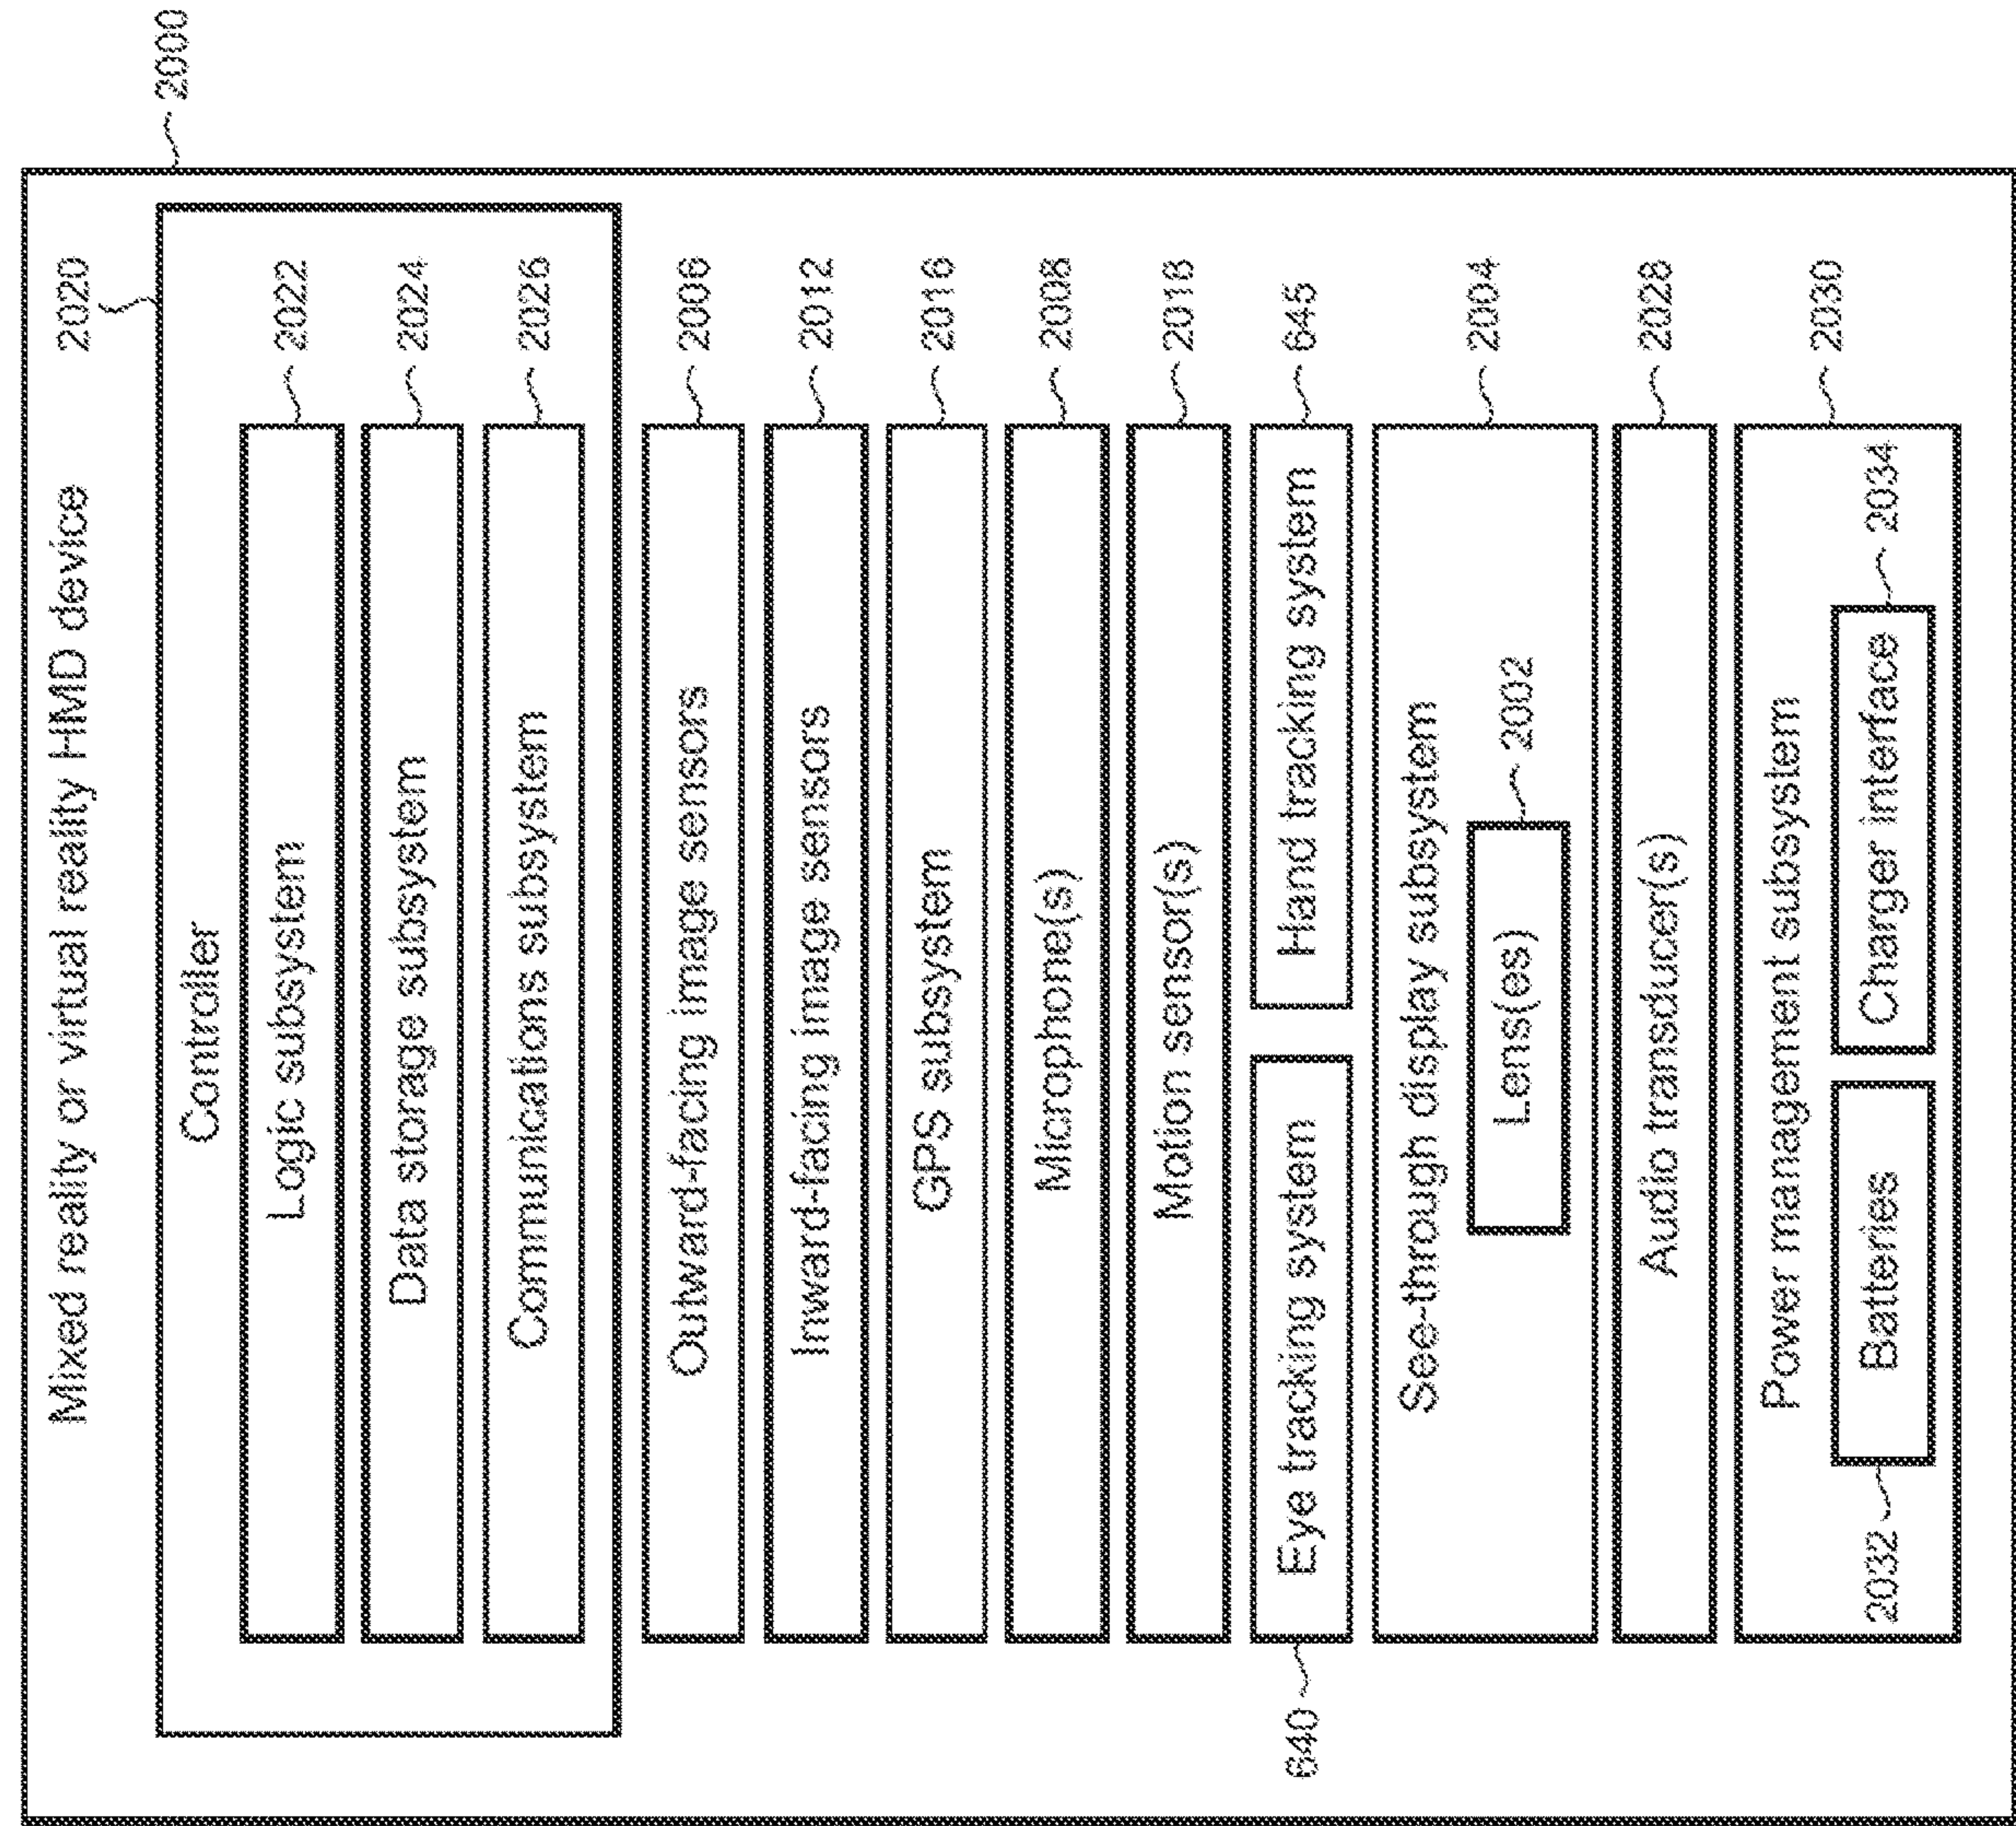 Mixed reality or virtual reality HMD device
2000
2020
Controller
Logic subsystem
2022
Data storage subsystem
2024
Communications subsystem
2026
Outward-facing image sensors
2006
Inward-facing image sensors
2012
GPS subsystem
2016
Microphone(s)
2008
Motion sensor(s)
2018
640
Eye tracking system
Hand tracking system
645
See-through display subsystem
2004
Lens(es)
2002
Audio transducer(s)
2028
Power management subsystem
2030
2032
Batteries
Charger interface
2034